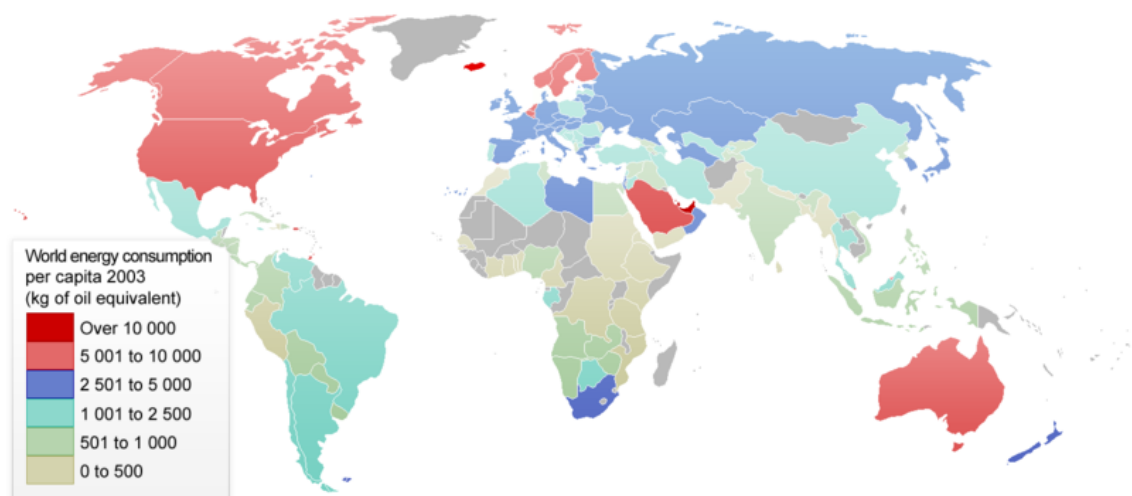 World energy consumption
per capita 2003
(kg of oil equivalent)
Over 10 000
5 001 to 10 000
2 501 to 5 000
1 001 to 2 500
501 to 1 000
0 to 500